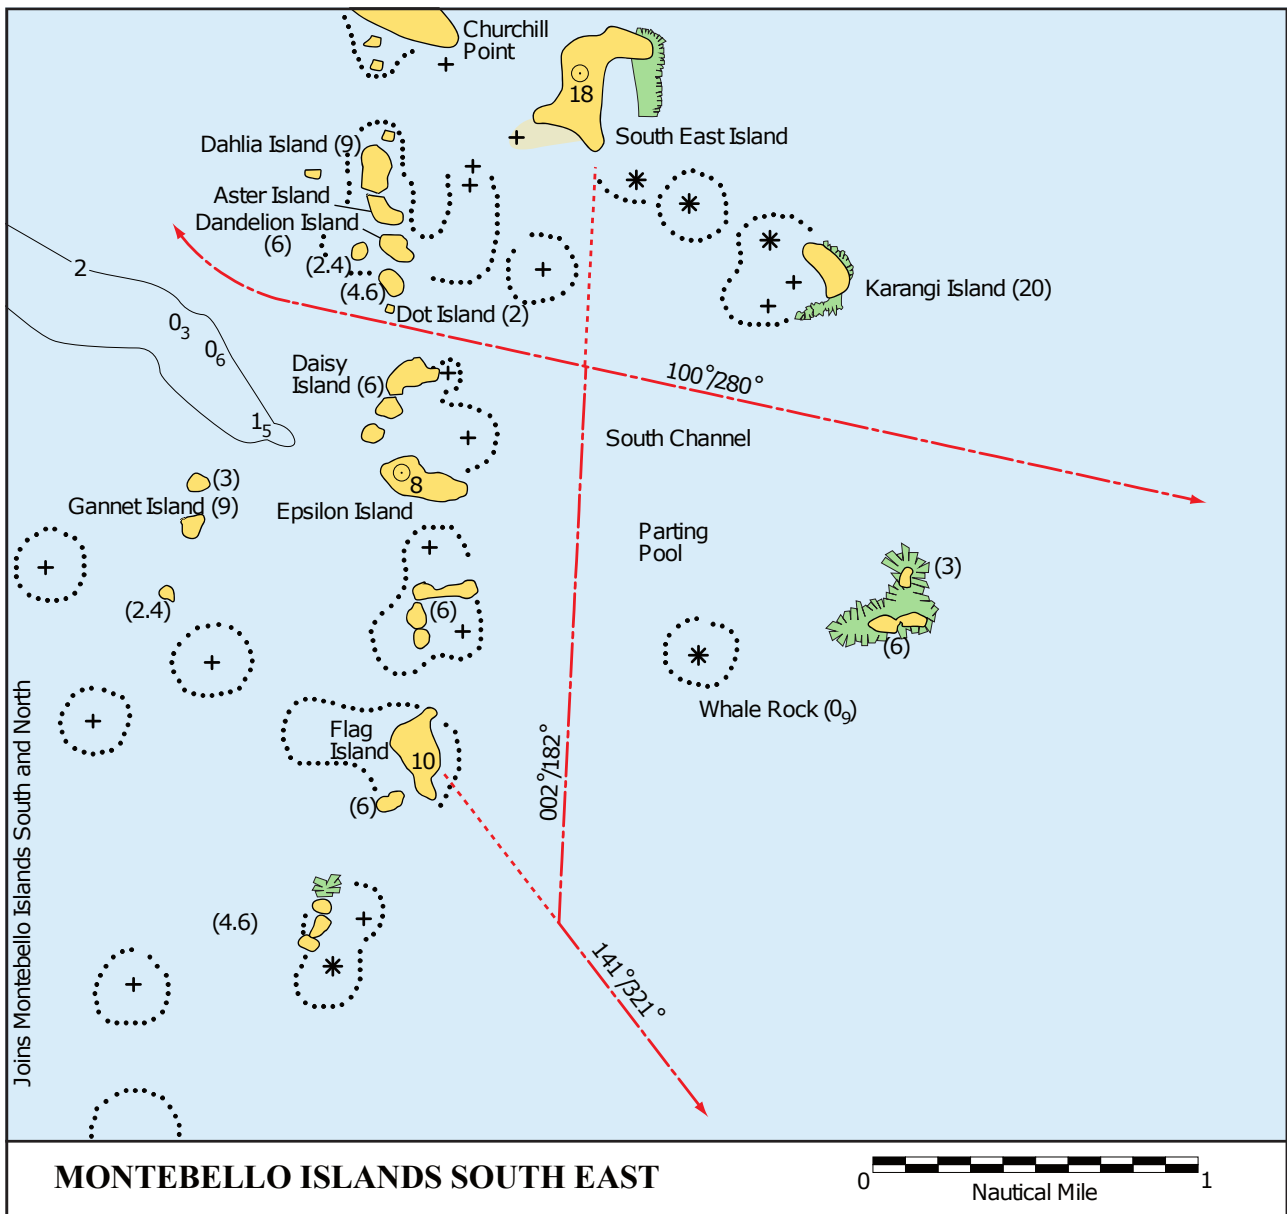 Churchill
Point
18
South East Island
Dahlia Island (9)
Aster Island
Dandelion Island
(6)
(2.4)
(4.6)
Dot Island (2)
Karangi Island (20)
2
0₃
0₆
1₅
Daisy
Island (6)
100°/280°
South Channel
(3)
Gannet Island (9)
8
Epsilon Island
Parting
Pool
(3)
(2.4)
(6)
(6)
Whale Rock (0₉)
Flag
Island
10
(6)
002°/182°
(4.6)
141°/321°
Joins Montebello Islands South and North
MONTEBELLO ISLANDS SOUTH EAST
0
1
Nautical Mile